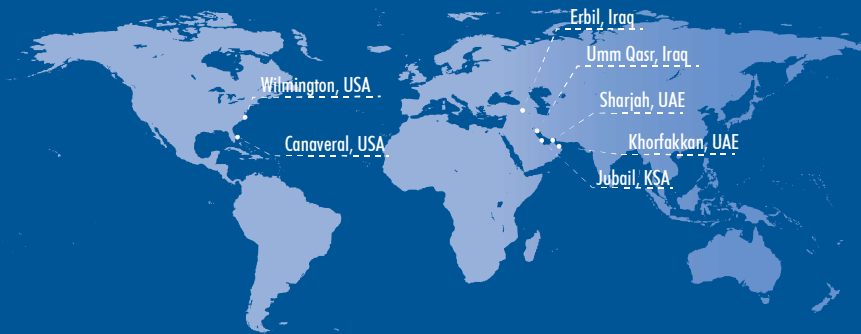 Erbil, Iraq
Umm Qasr, Iraq
Wilmington, USA
Sharjah, UAE
Canaveral, USA
Khorfakkan, UAE
Jubail, KSA